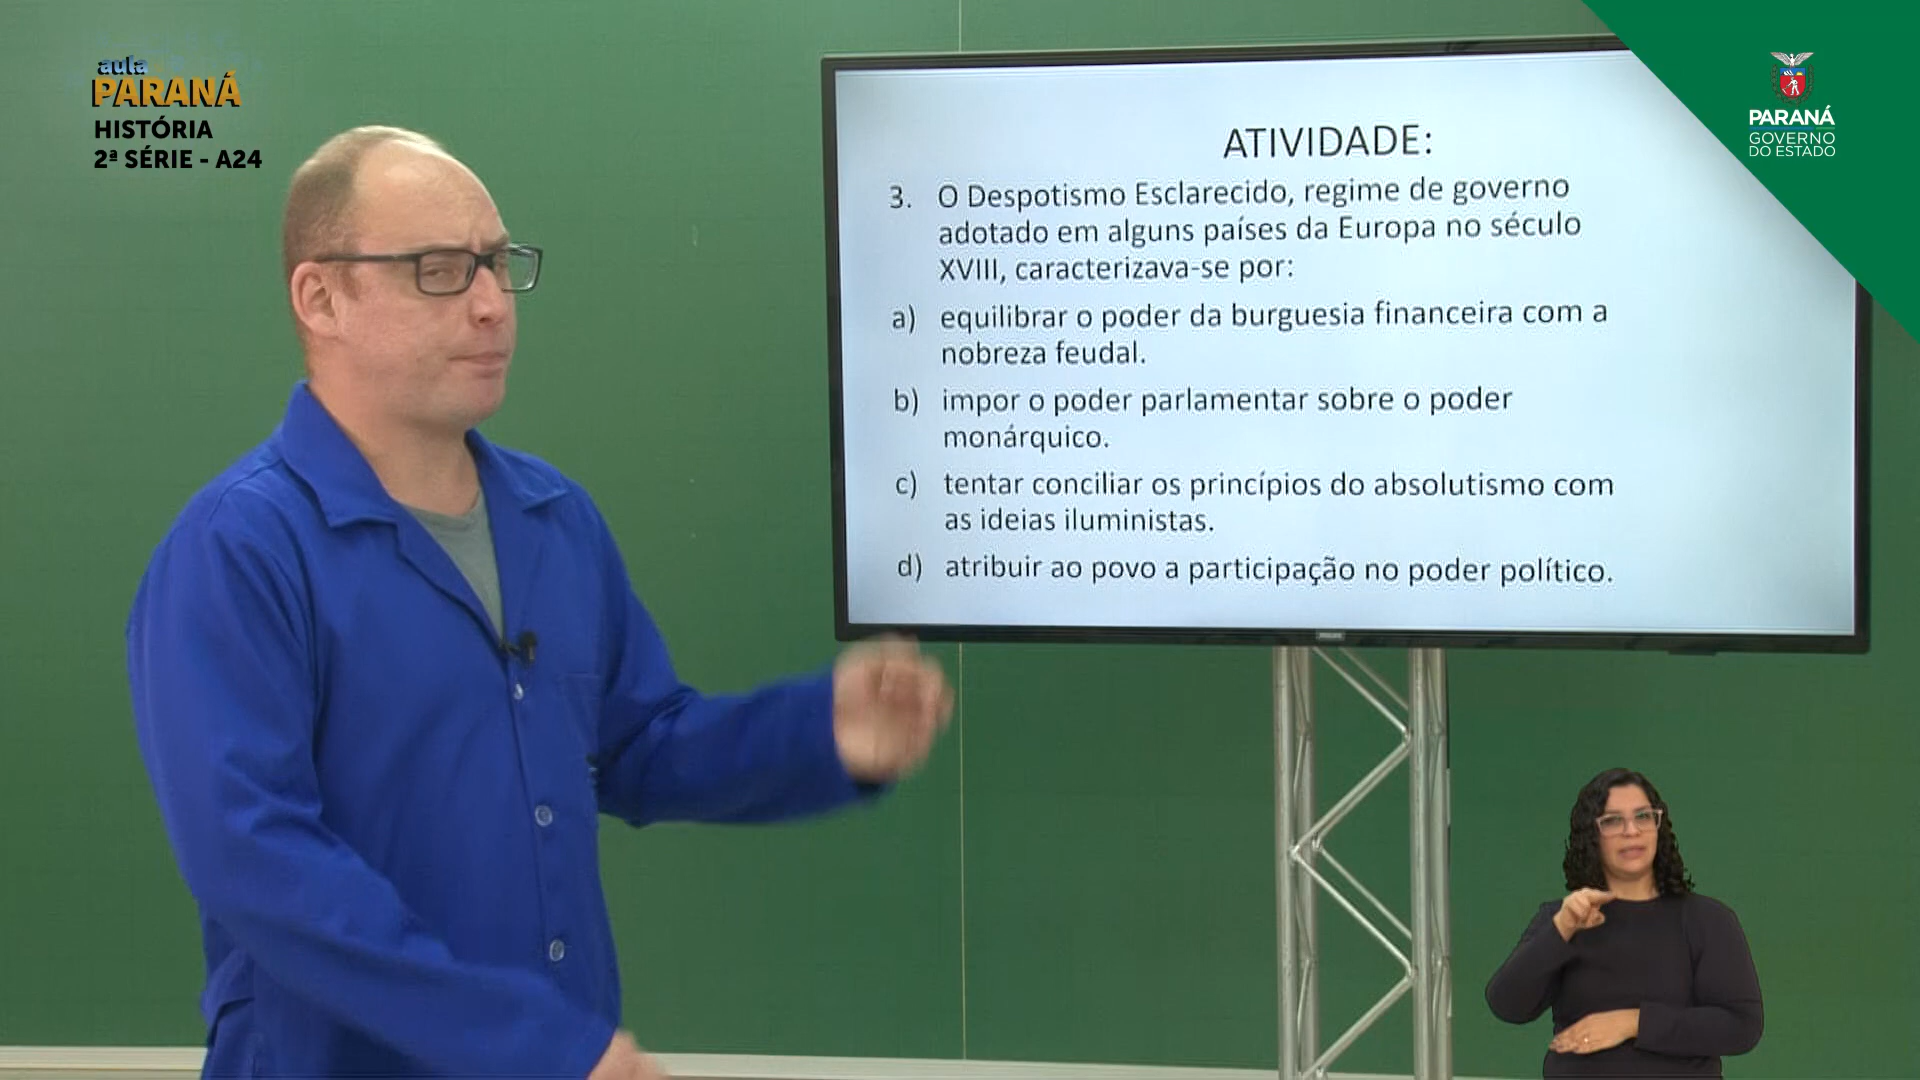 aula
PARANÁ
HISTÓRIA
2ª SÉRIE - A24
PARANÁ
GOVERNO
DO ESTADO
ATIVIDADE:
3. O Despotismo Esclarecido, regime de governo
adotado em alguns países da Europa no século
XVIII, caracterizava-se por:
a) equilibrar o poder da burguesia financeira com a
nobreza feudal.
b) impor o poder parlamentar sobre o poder
monárquico.
c) tentar conciliar os princípios do absolutismo com
as ideias iluministas.
d) atribuir ao povo a participação no poder político.